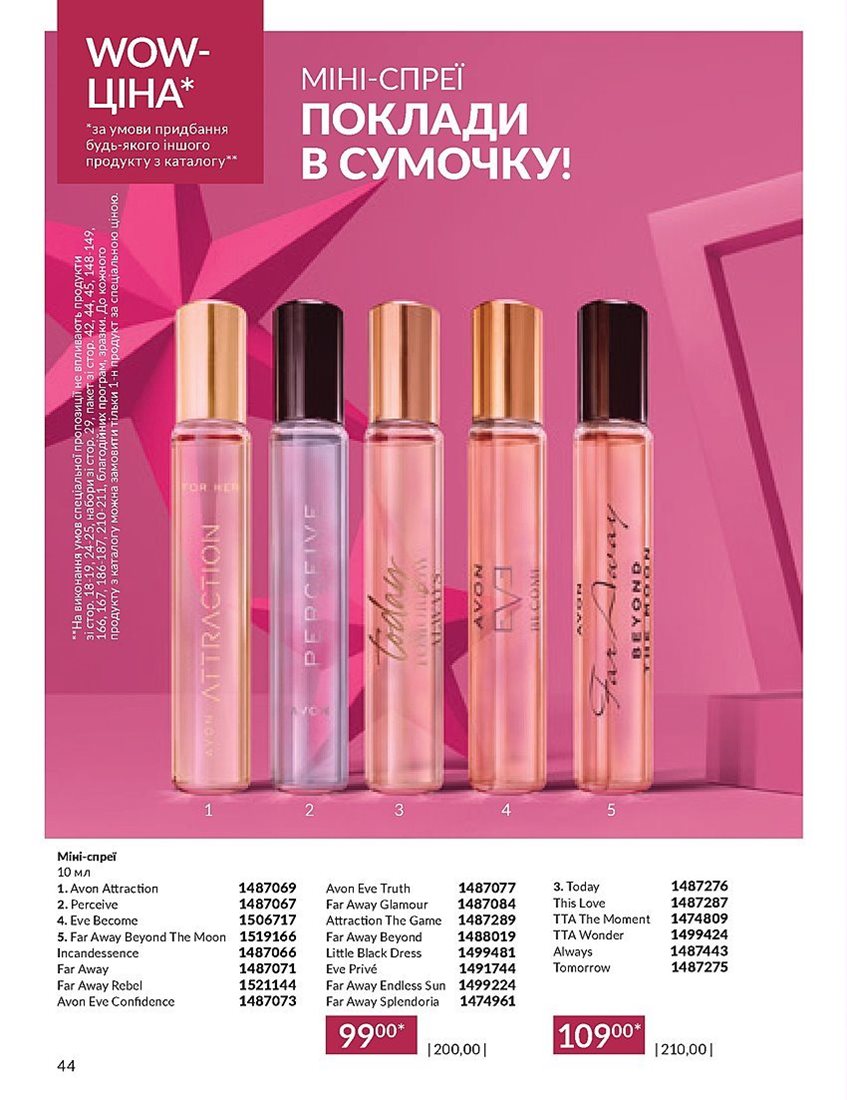 WOW-
ЦІНА*
*за умови придбання
будь-якого іншого
продукту з каталогу**
МІНІ-СПРЕЇ
ПОКЛАДИ
В СУМОЧКУ!
**На виконання умов спеціальної пропозиції не впливають продукти
зі стор. 18-19, 24-25, набори зі стор. 29, пакет зі стор. 42, 44, 45, 148-149,
166, 167, 186-187, 210-211, благодійних програм, зразки. До кожного
продукту з каталогу можна замовити тільки 1-н продукт за спеціальною ціною.
FOR HER
ATTRACTION
AVON
PERCEIVE
AVON
today
TOMORROW
ALWAYS
AVON
EVE
BECOME
AVON
Far Away
BEYOND
THE MOON
1
2
3
4
5
Міні-спреї
10 мл
1. Avon Attraction 1487069
2. Perceive 1487067
4. Eve Become 1506717
5. Far Away Beyond The Moon 1519166
Incandessence 1487066
Far Away 1487071
Far Away Rebel 1521144
Avon Eve Confidence 1487073
Avon Eve Truth 1487077
Far Away Glamour 1487084
Attraction The Game 1487289
Far Away Beyond 1488019
Little Black Dress 1499481
Eve Privé 1491744
Far Away Endless Sun 1499224
Far Away Splendoria 1474961
9900* |200,00|
3. Today 1487276
This Love 1487287
TTA The Moment 1474809
TTA Wonder 1499424
Always 1487443
Tomorrow 1487275
10900* |210,00|
44